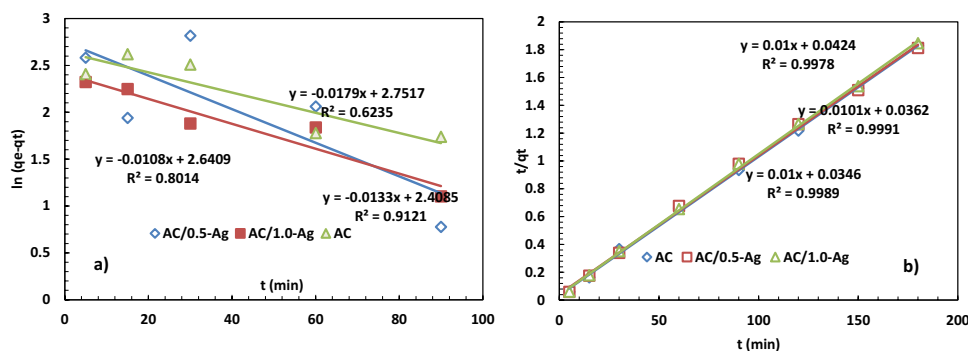 3
2.5
2
1.5
1
0.5
0
ln (qe-qt)
y = -0.0179x + 2.7517
R² = 0.6235
y = -0.0108x + 2.6409
R² = 0.8014
y = -0.0133x + 2.4085
R² = 0.9121
AC/0.5-Ag AC/1.0-Ag AC
a)
t (min)
0 20 40 60 80 100
2
1.8
1.6
1.4
1.2
1
0.8
0.6
0.4
0.2
0
t/qt
y = 0.01x + 0.0424
R² = 0.9978
y = 0.0101x + 0.0362
R² = 0.9991
y = 0.01x + 0.0346
R² = 0.9989
AC AC/0.5-Ag AC/1.0-Ag
b)
0 50 100 150 200
t (min)